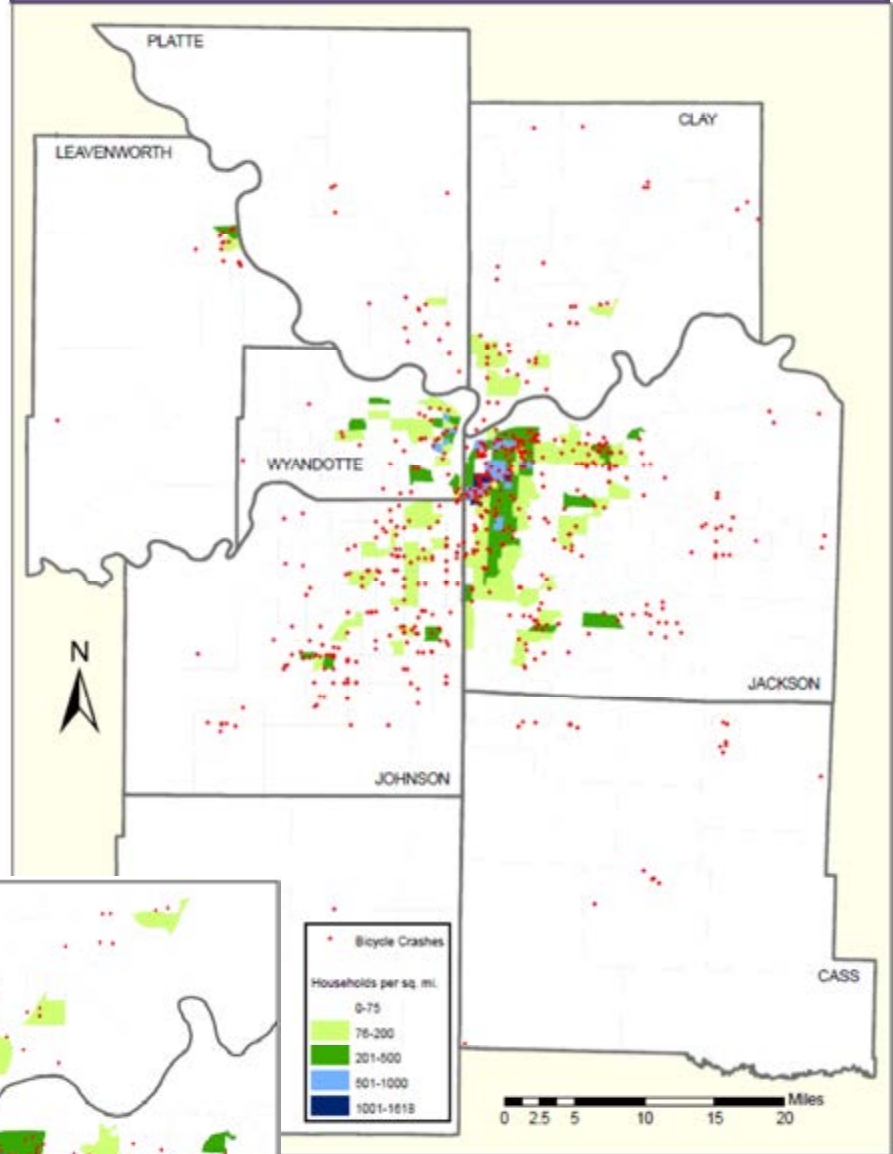 PLATTE
CLAY
LEAVENWORTH
WYANDOTTE
N
JACKSON
JOHNSON
CASS
Bicycle Crashes
Households per sq. mi.
0-75
76-200
201-500
501-1000
1001-1618
Miles
0 2.5 5 10 15 20